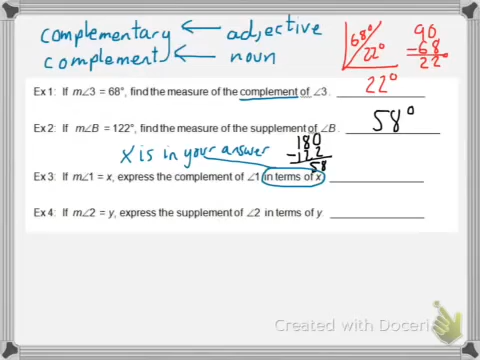 complementary ← adjective
complement ← noun
68°
22°
90
-68
22
Ex 1: If m∠3 = 68°, find the measure of the complement of ∠3. 22°
Ex 2: If m∠B = 122°, find the measure of the supplement of ∠B. 58°
x is in your answer
180
-122
58
Ex 3: If m∠1 = x, express the complement of ∠1 in terms of x
Ex 4: If m∠2 = y, express the supplement of ∠2 in terms of y.
Created with Doceri